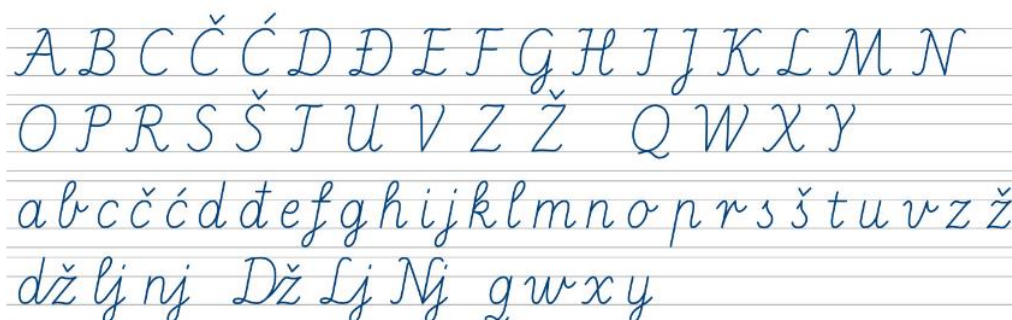 A B C Č Ć D Đ E F G H I J K L M N
O P R S Š T U V Z Ž Q W X Y
a b c č ć d đ e f g h i j k l m n o p r s š t u v z ž
dž lj nj Dž Lj Nj q w x y